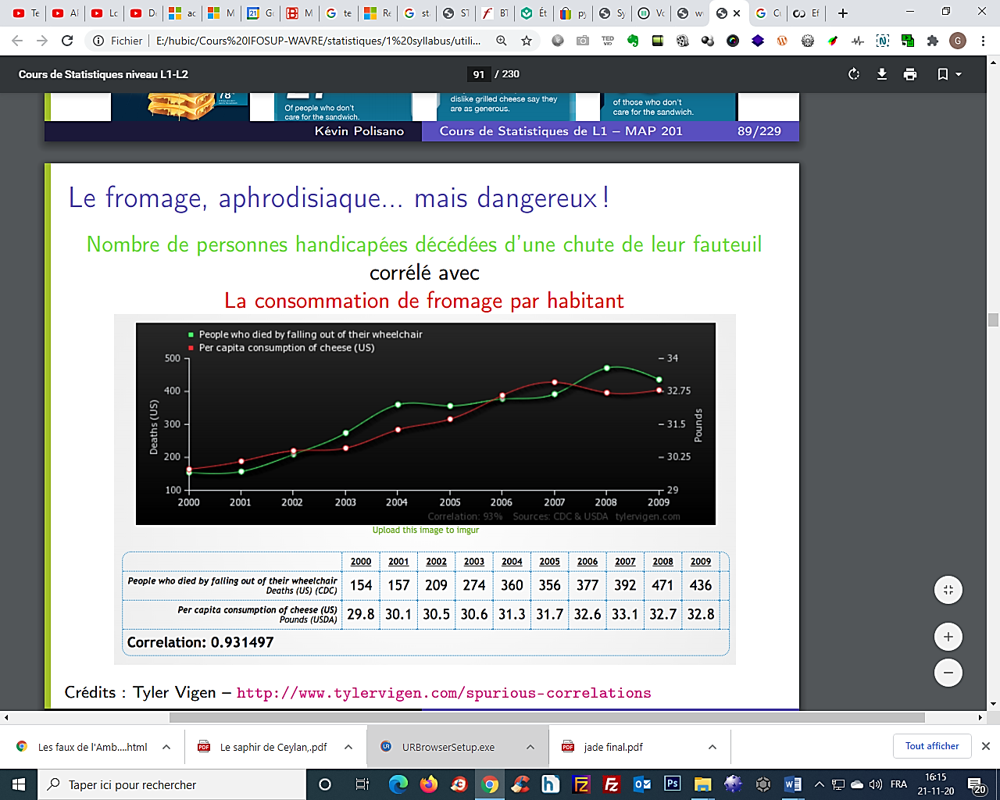 Te
Al
Lc
D
ac
M
G
M
te
Re
st
ST
BT
Ét
py
Sy
Vc
w
C
Ef
Fichier
E:/hubic/Cours%20IFOSUP-WAVRE/statistiques/1%20syllabus/utili...
Cours de Statistiques niveau L1-L2
91 / 230
78
Of people who don't
care for the sandwich.
dislike grilled cheese say they
are as generous.
of those who don't
care for the sandwich.
Kévin Polisano
Cours de Statistiques de L1 – MAP 201
89/229
Le fromage, aphrodisiaque... mais dangereux !
Nombre de personnes handicapées décédées d'une chute de leur fauteuil
corrélé avec
La consommation de fromage par habitant
People who died by falling out of their wheelchair
Per capita consumption of cheese (US)
500
400
300
200
100
Deaths (US)
34
32.75
31.5
30.25
29
Pounds
2000 2001 2002 2003 2004 2005 2006 2007 2008 2009
Correlation: 93% Sources: CDC & USDA tylervigen.com
Upload this image to imgur
2000 2001 2002 2003 2004 2005 2006 2007 2008 2009
People who died by falling out of their wheelchair
Deaths (US) (CDC)
154 157 209 274 360 356 377 392 471 436
Per capita consumption of cheese (US)
Pounds (USDA)
29.8 30.1 30.5 30.6 31.3 31.7 32.6 33.1 32.7 32.8
Correlation: 0.931497
Crédits : Tyler Vigen – http://www.tylervigen.com/spurious-correlations
Les faux de l'Amb....html
Le saphir de Ceylan,.pdf
URBrowserSetup.exe
jade final.pdf
Tout afficher
Taper ici pour rechercher
FRA
16:15
21-11-20
20